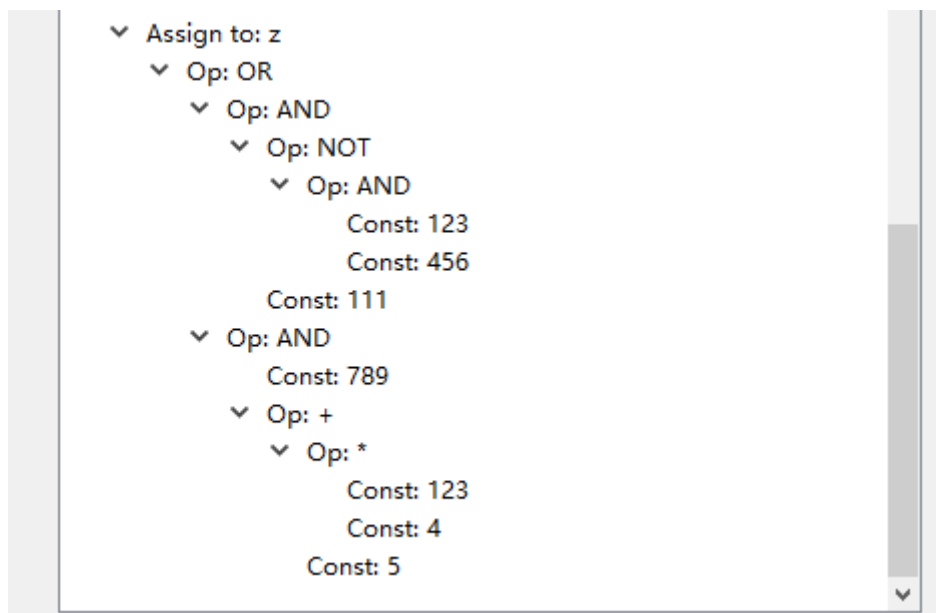 Assign to: z
Op: OR
Op: AND
Op: NOT
Op: AND
Const: 123
Const: 456
Const: 111
Op: AND
Const: 789
Op: +
Op: *
Const: 123
Const: 4
Const: 5